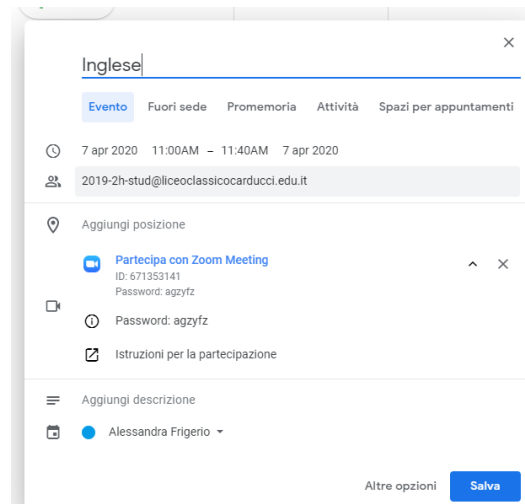 Inglese
Evento Fuori sede Promemoria Attività Spazi per appuntamenti
7 apr 2020 11:00AM – 11:40AM 7 apr 2020
2019-2h-stud@liceoclassicocarducci.edu.it
Aggiungi posizione
Partecipa con Zoom Meeting
ID: 671353141
Password: agzyfz
Password: agzyfz
Istruzioni per la partecipazione
Aggiungi descrizione
Alessandra Frigerio
Altre opzioni Salva